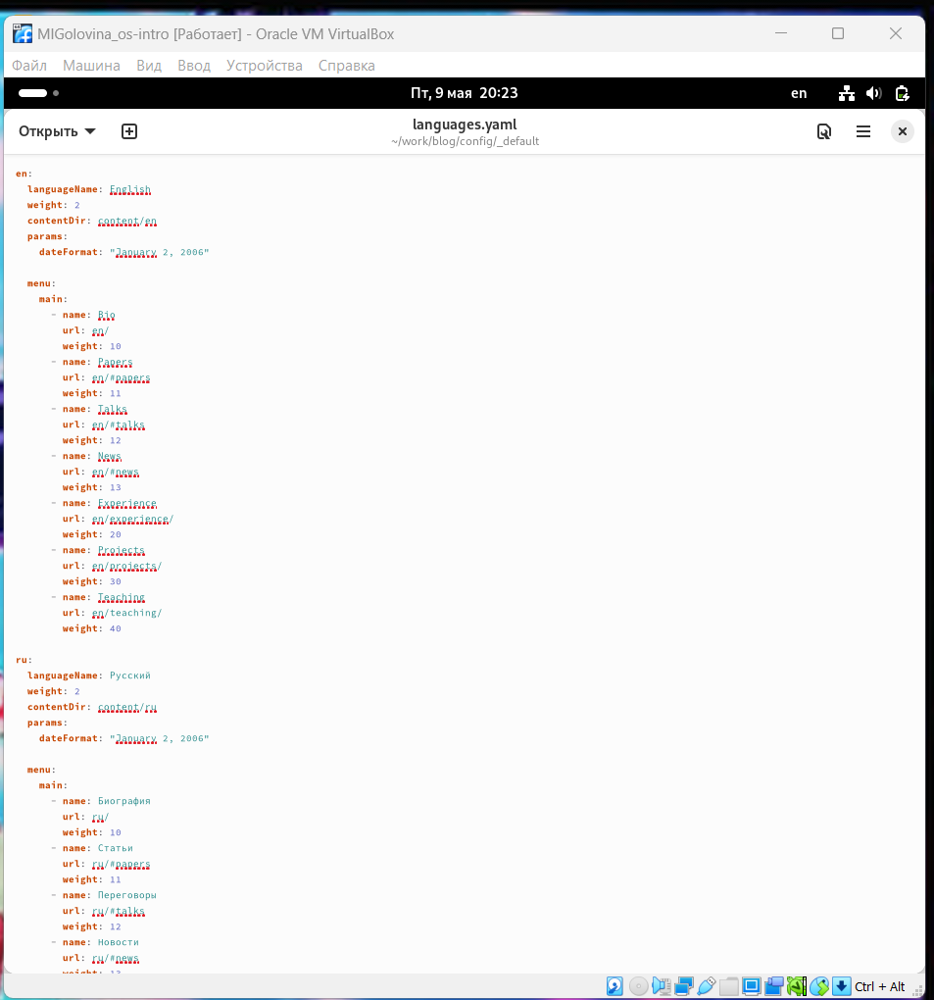 MIGolovina_os-intro [Работает] - Oracle VM VirtualBox
Файл Машина Вид Ввод Устройства Справка
Пт, 9 мая 20:23 en
Открыть languages.yaml
~/work/blog/config/_default
en:
languageName: English
weight: 2
contentDir: content/en
params:
dateFormat: "January 2, 2006"
menu:
main:
- name: Bio
url: en/
weight: 10
- name: Papers
url: en/#papers
weight: 11
- name: Talks
url: en/#talks
weight: 12
- name: News
url: en/#news
weight: 13
- name: Experience
url: en/experience/
weight: 20
- name: Projects
url: en/projects/
weight: 30
- name: Teaching
url: en/teaching/
weight: 40
ru:
languageName: Русский
weight: 2
contentDir: content/ru
params:
dateFormat: "January 2, 2006"
menu:
main:
- name: Биография
url: ru/
weight: 10
- name: Статьи
url: ru/#papers
weight: 11
- name: Переговоры
url: ru/#talks
weight: 12
- name: Новости
url: ru/#news
weight: 13
Ctrl + Alt